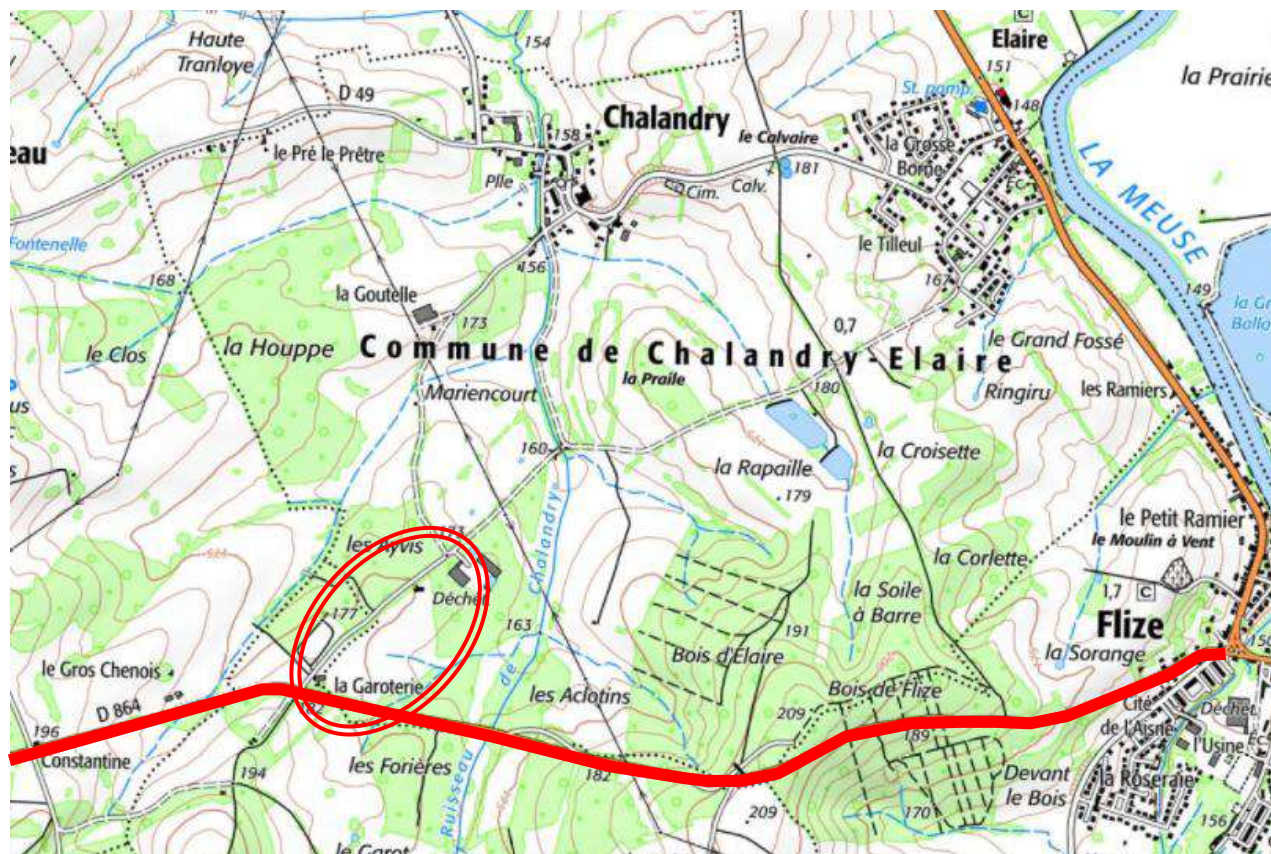 Haute
Tranloye
154
C
Elaire
151
la Prairie
St. pomp.
148
D 49
Chalandry
le Calvaire
la Grosse
Borde
158
eau
le Pré le Prêtre
Plle
Cim.
Calv.
181
LA MEUSE
Fontenelle
le Tilleul
156
168
167
149
la Goutelle
173
0,7
le Grand Fossé
le Clos
la Houppe
Commune de Chalandry-Elaire
la Praile
Mariencourt
180
Ringiru
les Ramiers
160
la Croisette
la Rapaille
179
le Petit Ramier
le Moulin à Vent
173
les Ayvis
la Corlette
Déchet.
la Soile
à Barre
1,7
C
177
163
191
Flize
Bois d'Élaire
la Sorange
150
le Gros Chenois
la Garoterie
les Aclotins
Bois de Flize
D 864
209
Cité
de l'Aisne
Déchet.
196
Constantine
189
l'Usine
194
les Forières
182
Devant
le Bois
la Roseraie
Ruisseau de Chalandry
209
170
156
le Garot